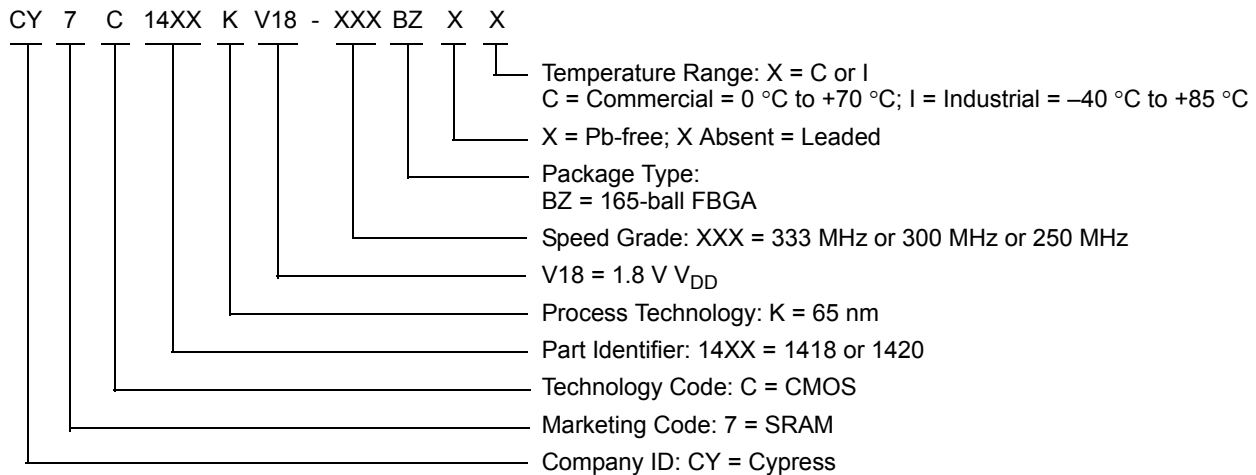 CY 7 C 14XX K V18 - XXX BZ X X
Temperature Range: X = C or I
C = Commercial = 0 °C to +70 °C; I = Industrial = –40 °C to +85 °C
X = Pb-free; X Absent = Leaded
Package Type:
BZ = 165-ball FBGA
Speed Grade: XXX = 333 MHz or 300 MHz or 250 MHz
V18 = 1.8 V VDD
Process Technology: K = 65 nm
Part Identifier: 14XX = 1418 or 1420
Technology Code: C = CMOS
Marketing Code: 7 = SRAM
Company ID: CY = Cypress